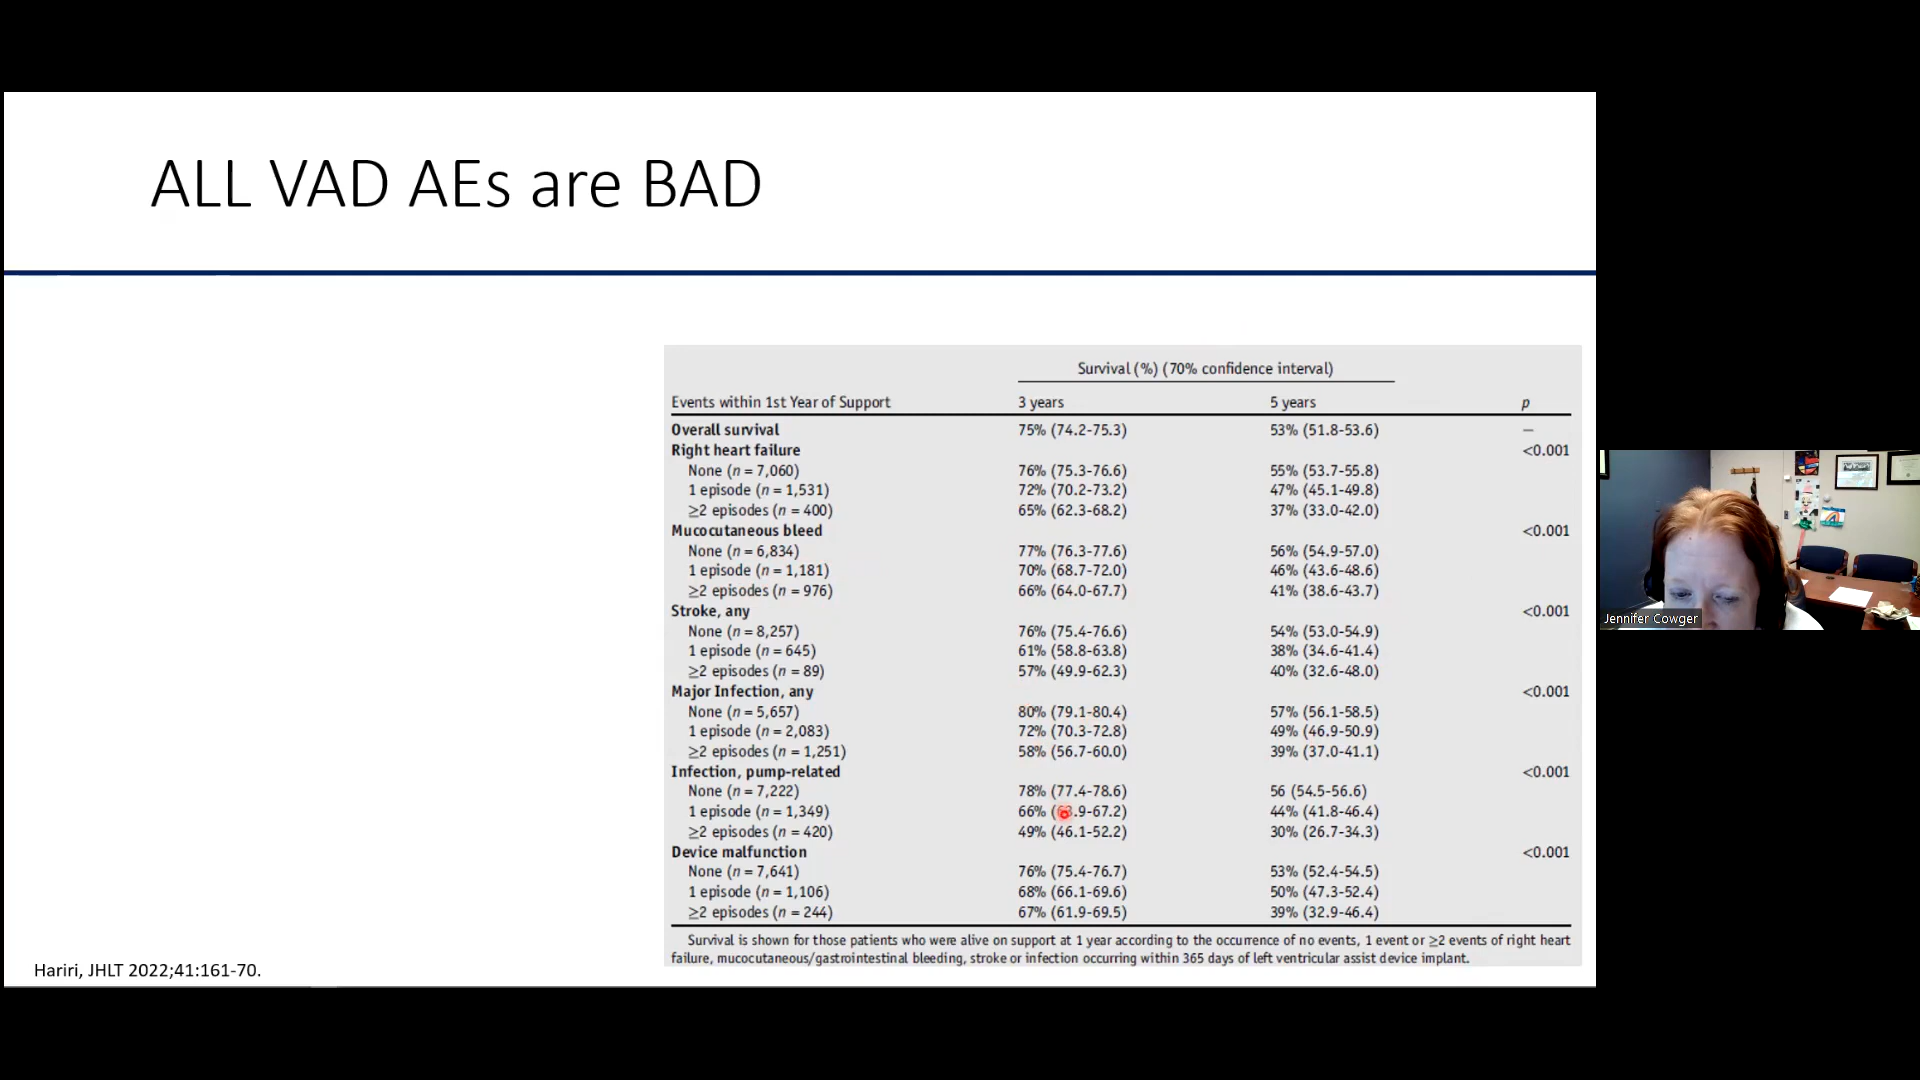 ALL VAD AEs are BAD
Survival (%) (70% confidence interval)
Events within 1st Year of Support 3 years 5 years p
Overall survival 75% (74.2-75.3) 53% (51.8-53.6) —
Right heart failure <0.001
None (n = 7,060) 76% (75.3-76.6) 55% (53.7-55.8)
1 episode (n = 1,531) 72% (70.2-73.2) 47% (45.1-49.8)
≥2 episodes (n = 400) 65% (62.3-68.2) 37% (33.0-42.0)
Mucocutaneous bleed <0.001
None (n = 6,834) 77% (76.3-77.6) 56% (54.9-57.0)
1 episode (n = 1,181) 70% (68.7-72.0) 46% (43.6-48.6)
≥2 episodes (n = 976) 66% (64.0-67.7) 41% (38.6-43.7)
Stroke, any <0.001
None (n = 8,257) 76% (75.4-76.6) 54% (53.0-54.9)
1 episode (n = 645) 61% (58.8-63.8) 38% (34.6-41.4)
≥2 episodes (n = 89) 57% (49.9-62.3) 40% (32.6-48.0)
Major Infection, any <0.001
None (n = 5,657) 80% (79.1-80.4) 57% (56.1-58.5)
1 episode (n = 2,083) 72% (70.3-72.8) 49% (46.9-50.9)
≥2 episodes (n = 1,251) 58% (56.7-60.0) 39% (37.0-41.1)
Infection, pump-related <0.001
None (n = 7,222) 78% (77.4-78.6) 56 (54.5-56.6)
1 episode (n = 1,349) 66% 44% (41.8-46.4)
≥2 episodes (n = 420) 49% (46.1-52.2) 30% (26.7-34.3)
Device malfunction <0.001
None (n = 7,641) 76% (75.4-76.7) 53% (52.4-54.5)
1 episode (n = 1,106) 68% (66.1-69.6) 50% (47.3-52.4)
≥2 episodes (n = 244) 67% (61.9-69.5) 39% (32.9-46.4)
Survival is shown for those patients who were alive on support at 1 year according to the occurrence of no events, 1 event or ≥2 events of right heart
failure, mucocutaneous/gastrointestinal bleeding, stroke or infection occurring within 365 days of left ventricular assist device implant.
Hariri, JHLT 2022;41:161-70.
Jennifer Cowger